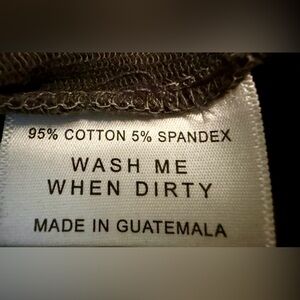 95% COTTON 5% SPANDEX
WASH ME
WHEN DIRTY
MADE IN GUATEMALA